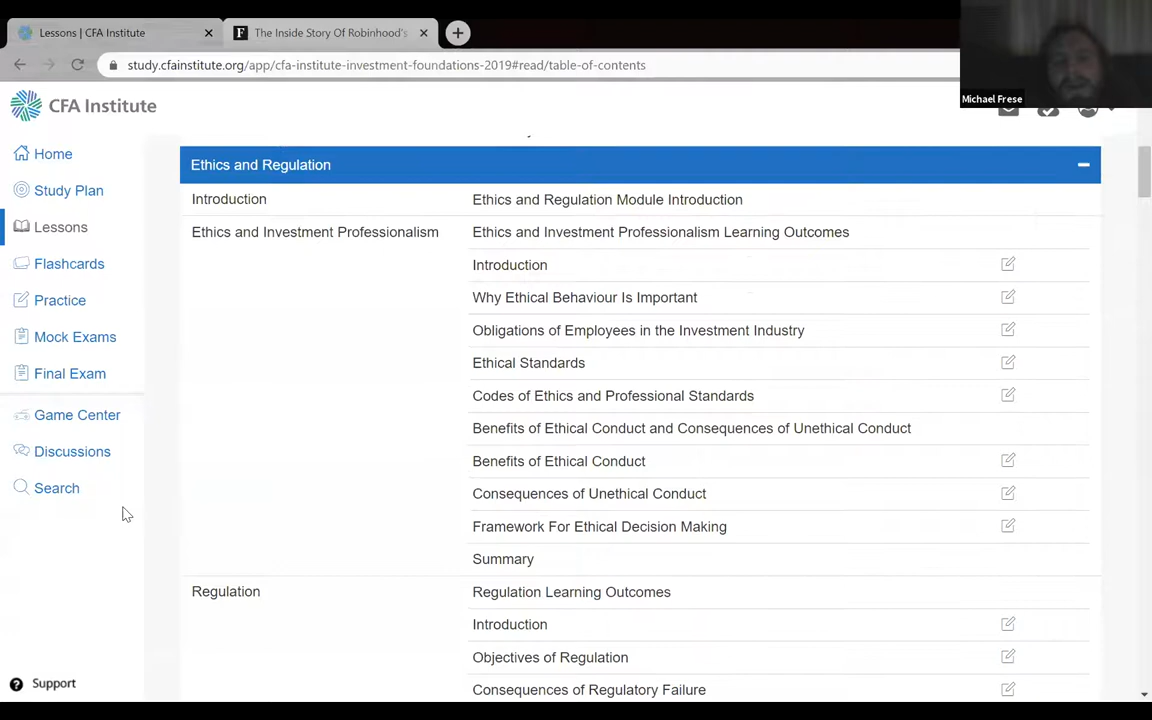 Lessons | CFA Institute
The Inside Story Of Robinhood's
study.cfainstitute.org/app/cfa-institute-investment-foundations-2019#read/table-of-contents
Michael Frese
CFA Institute
Home
Study Plan
Lessons
Flashcards
Practice
Mock Exams
Final Exam
Game Center
Discussions
Search
Support
Ethics and Regulation
Introduction Ethics and Regulation Module Introduction
Ethics and Investment Professionalism Ethics and Investment Professionalism Learning Outcomes
Introduction
Why Ethical Behaviour Is Important
Obligations of Employees in the Investment Industry
Ethical Standards
Codes of Ethics and Professional Standards
Benefits of Ethical Conduct and Consequences of Unethical Conduct
Benefits of Ethical Conduct
Consequences of Unethical Conduct
Framework For Ethical Decision Making
Summary
Regulation Regulation Learning Outcomes
Introduction
Objectives of Regulation
Consequences of Regulatory Failure